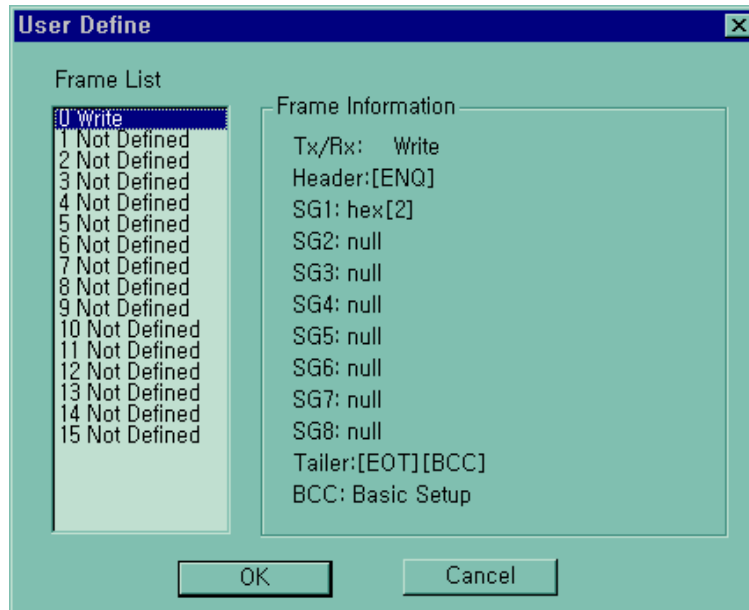 User Define
Frame List
0 Write
1 Not Defined
2 Not Defined
3 Not Defined
4 Not Defined
5 Not Defined
6 Not Defined
7 Not Defined
8 Not Defined
9 Not Defined
10 Not Defined
11 Not Defined
12 Not Defined
13 Not Defined
14 Not Defined
15 Not Defined
Frame Information
Tx/Rx: Write
Header:[ENQ]
SG1: hex[2]
SG2: null
SG3: null
SG4: null
SG5: null
SG6: null
SG7: null
SG8: null
Tailer:[EOT][BCC]
BCC: Basic Setup
OK
Cancel